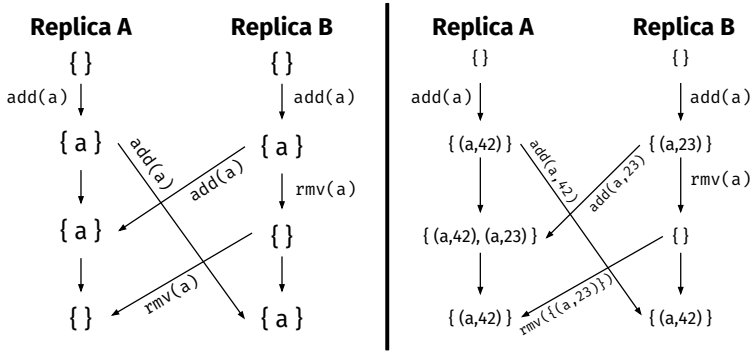 Replica A
Replica B
{ }
{ }
add(a)
add(a)
{ a }
{ a }
add(a)
add(a)
rmv(a)
{ a }
{ }
rmv(a)
{ }
{ a }
Replica A
Replica B
{ }
{ }
add(a)
add(a)
{ (a,42) }
{ (a,23) }
add(a,42)
add(a,23)
rmv(a)
{ (a,42), (a,23) }
{ }
rmv({(a,23)})
{ (a,42) }
{ (a,42) }